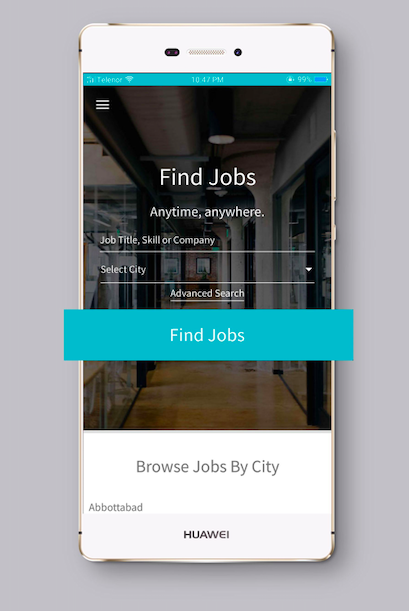 Telenor 10:47 PM 99%
Find Jobs
Anytime, anywhere.
Job Title, Skill or Company
Select City
Advanced Search
Find Jobs
Browse Jobs By City
Abbottabad
HUAWEI